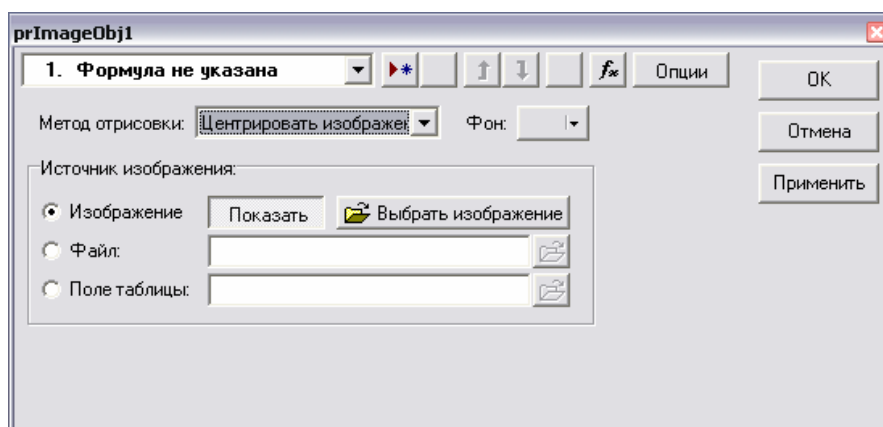 prImageObj1
1. Формула не указана
Опции
OK
Метод отрисовки: Центрировать изображен Фон:
Отмена
Источник изображения:
Применить
Изображение Показать Выбрать изображение
Файл:
Поле таблицы: